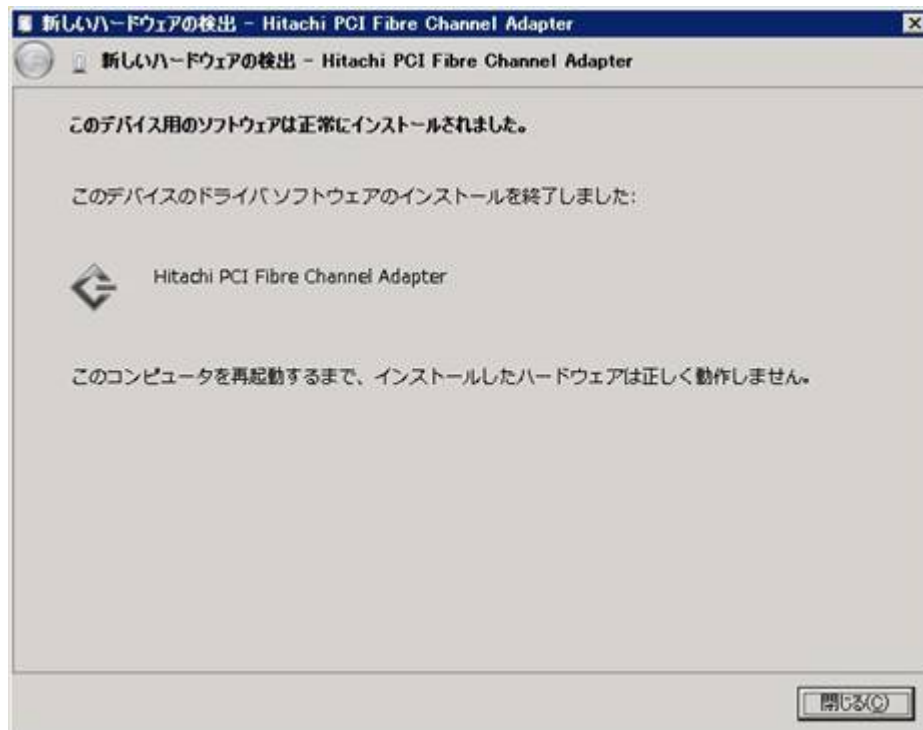 新しいハードウェアの検出 - Hitachi PCI Fibre Channel Adapter
新しいハードウェアの検出 - Hitachi PCI Fibre Channel Adapter
このデバイス用のソフトウェアは正常にインストールされました。
このデバイスのドライバ ソフトウェアのインストールを終了しました:
Hitachi PCI Fibre Channel Adapter
このコンピュータを再起動するまで、インストールしたハードウェアは正しく動作しません。
閉じる(C)